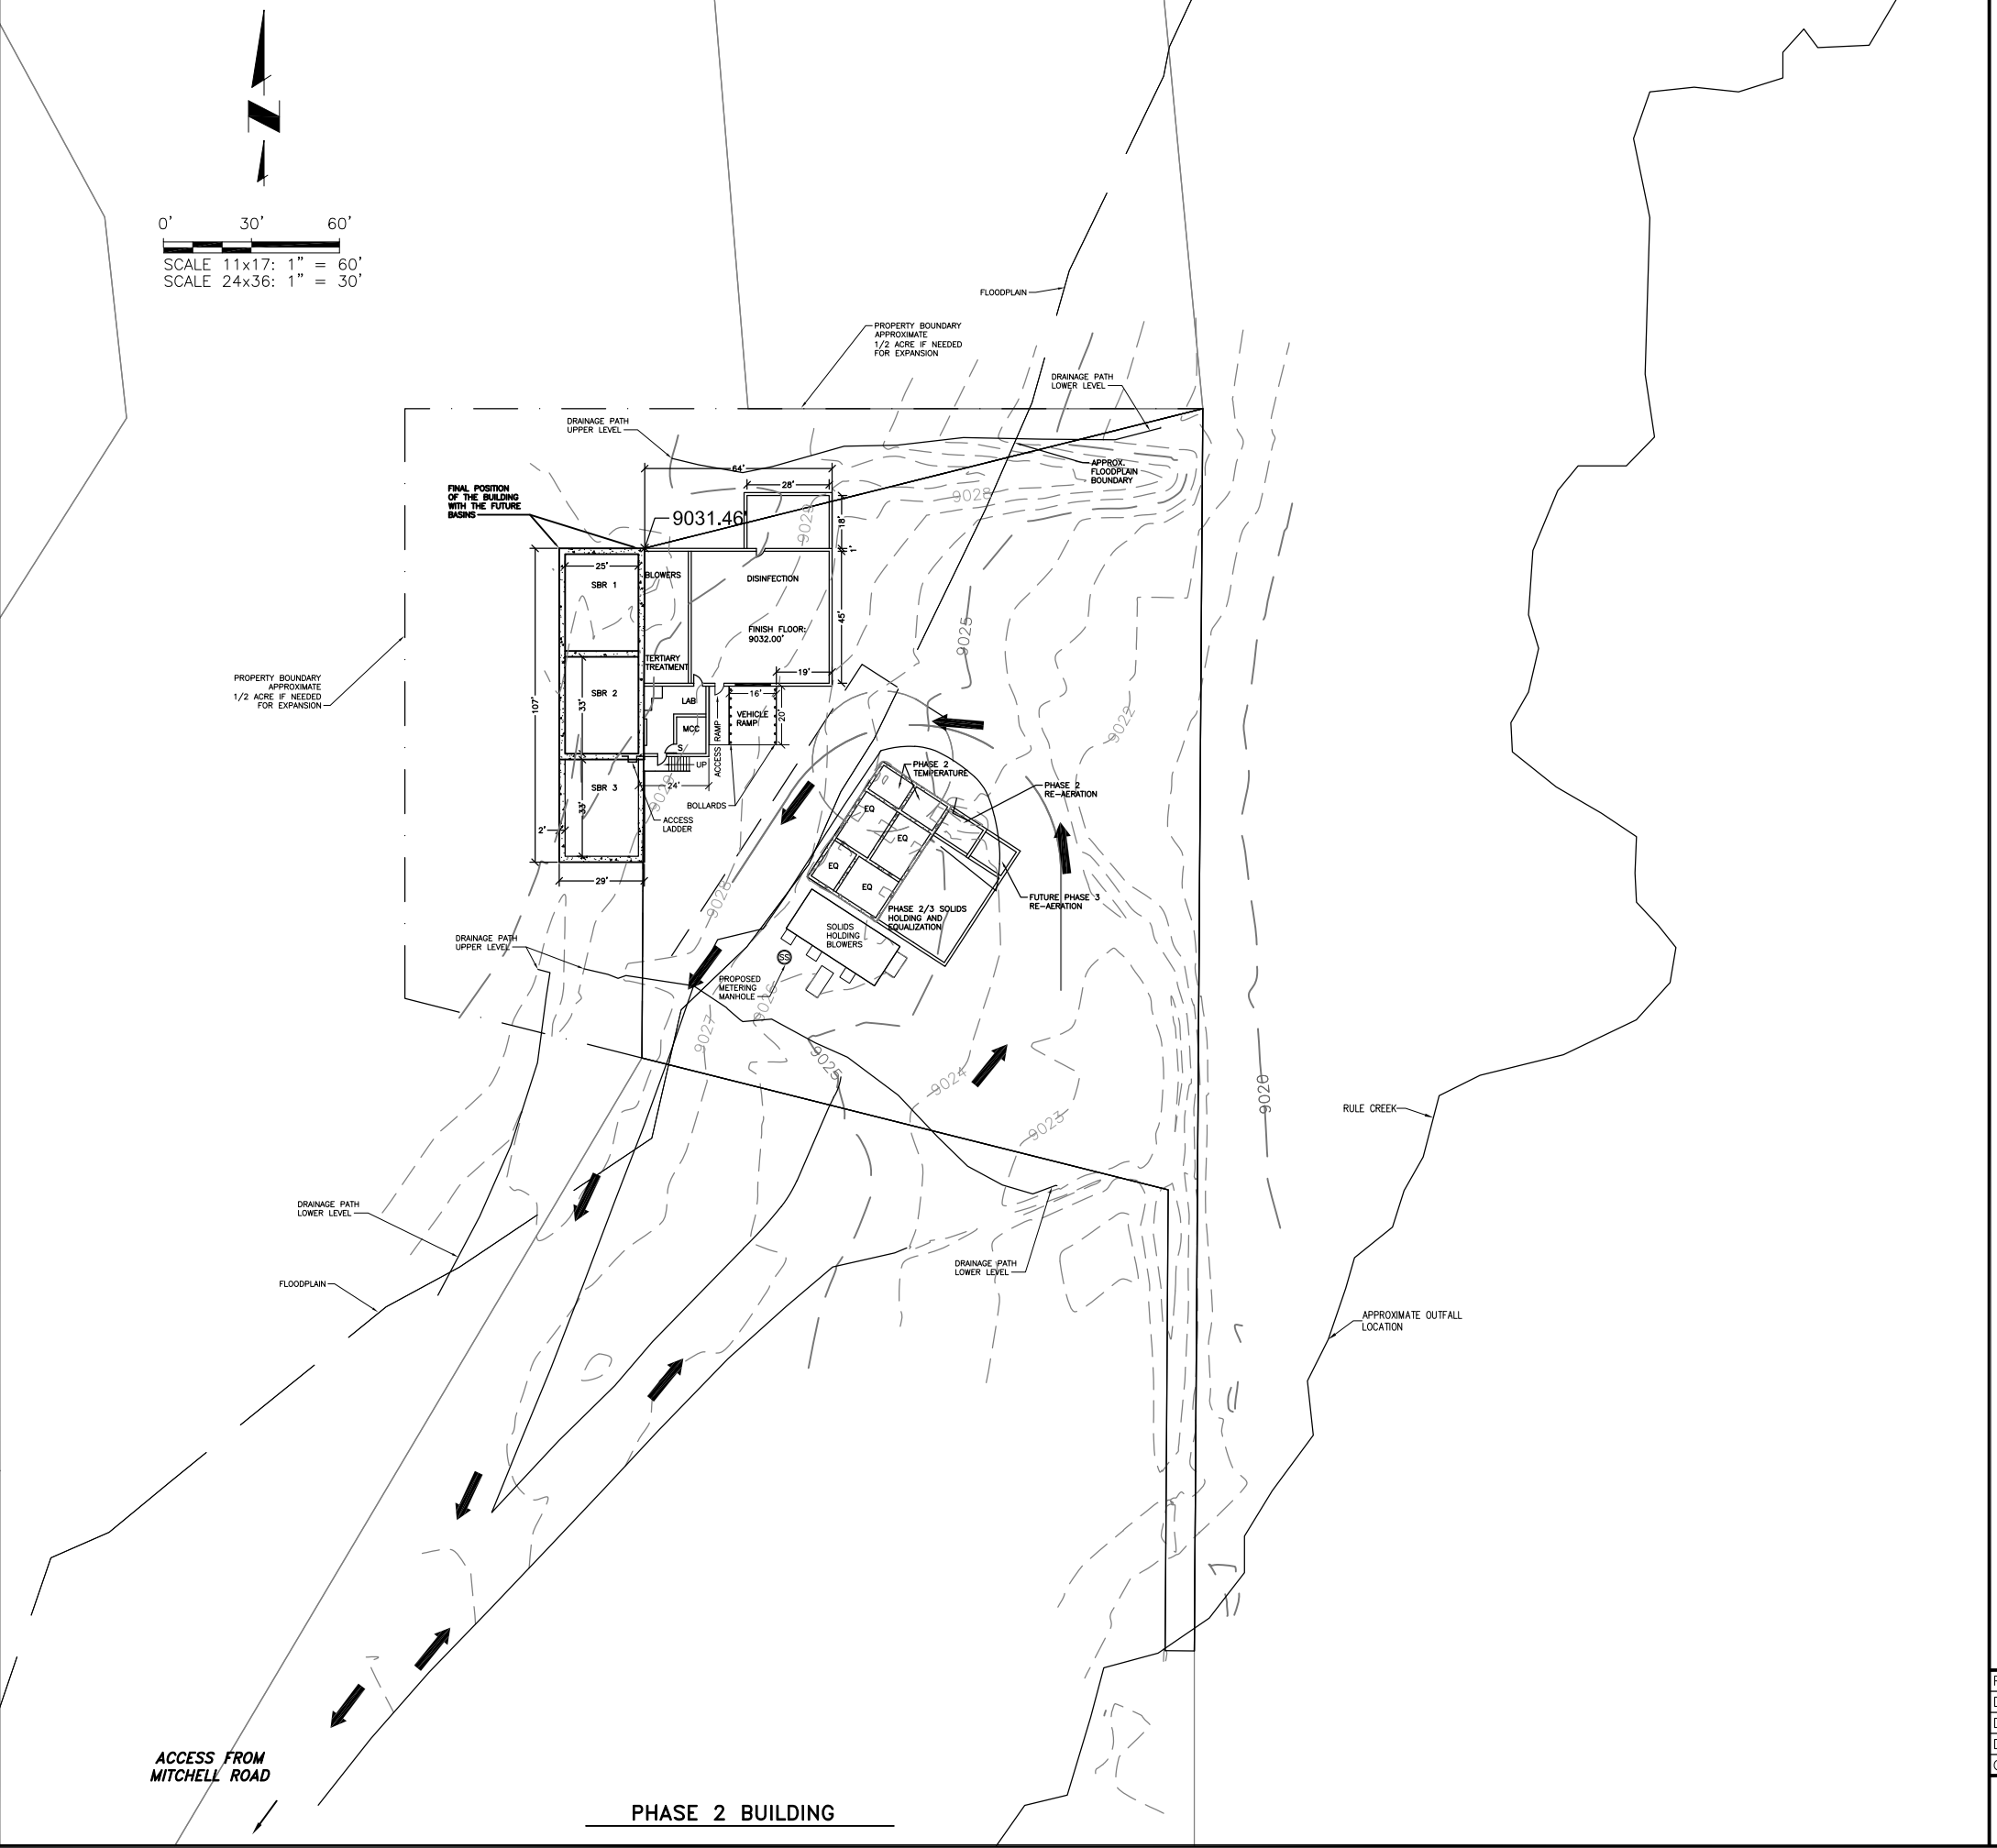 N
0' 30' 60'
SCALE 11x17: 1" = 60'
SCALE 24x36: 1" = 30'
FLOODPLAIN
PROPERTY BOUNDARY
APPROXIMATE
1/2 ACRE IF NEEDED
FOR EXPANSION
DRAINAGE PATH
LOWER LEVEL
DRAINAGE PATH
UPPER LEVEL
64'
APPROX.
FLOODPLAIN
BOUNDARY
28'
FINAL POSITION
OF THE BUILDING
WITH THE FUTURE
BASINS
9028
9031.46'
9029
18'
1'
25'
SBR 1
BLOWERS
DISINFECTION
45'
FINISH FLOOR:
9032.00'
9025
TERTIARY
TREATMENT
19'
PROPERTY BOUNDARY
APPROXIMATE
1/2 ACRE IF NEEDED
FOR EXPANSION
107'
SBR 2
33'
LAB
16'
VEHICLE
RAMP
20'
MCC
ACCESS RAMP
S
UP
9022
PHASE 2
TEMPERATURE
PHASE 2
RE-AERATION
SBR 3
33'
24'
9029
BOLLARDS
EQ
ACCESS
LADDER
2'
EQ
EQ
EQ
29'
9028
FUTURE PHASE 3
RE-AERATION
PHASE 2/3 SOLIDS
HOLDING AND
EQUALIZATION
SOLIDS
HOLDING
BLOWERS
DRAINAGE PATH
UPPER LEVEL
SS
PROPOSED
METERING
MANHOLE
9026
9027
9025
9024
9023
9020
RULE CREEK
DRAINAGE PATH
LOWER LEVEL
DRAINAGE PATH
LOWER LEVEL
FLOODPLAIN
APPROXIMATE OUTFALL
LOCATION
ACCESS FROM
MITCHELL ROAD
PHASE 2 BUILDING